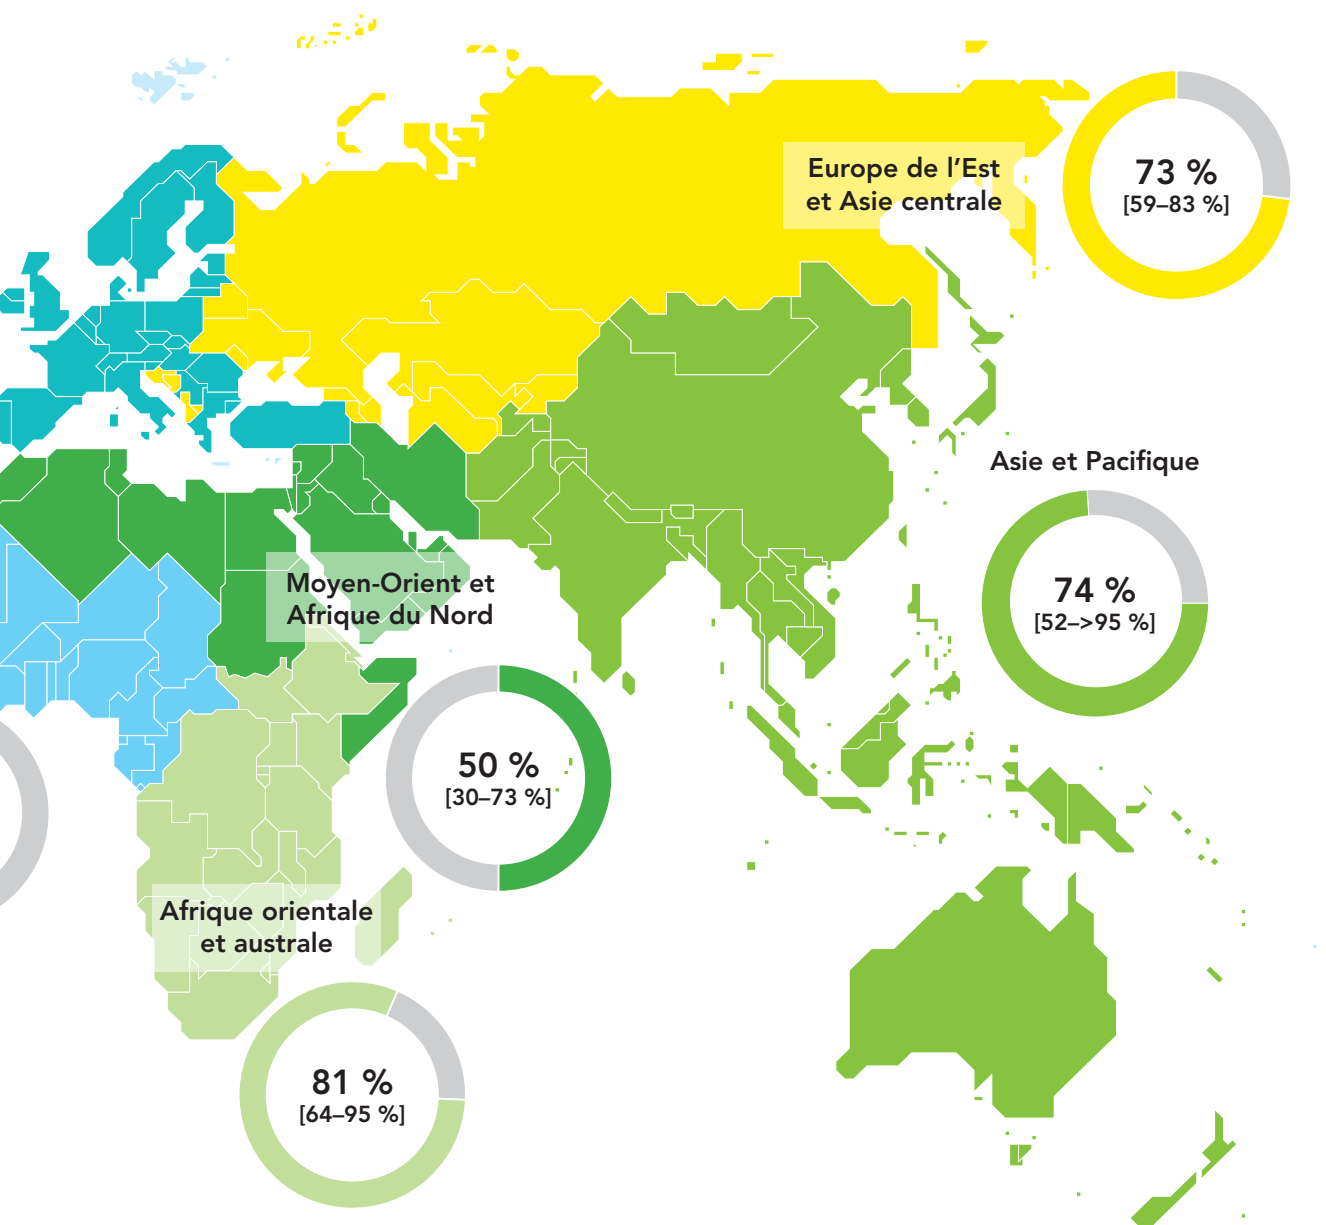 Europe de l’Est
et Asie centrale
73 %
[59–83 %]
Asie et Pacifique
74 %
[52–>95 %]
Moyen-Orient et
Afrique du Nord
50 %
[30–73 %]
Afrique orientale
et australe
81 %
[64–95 %]